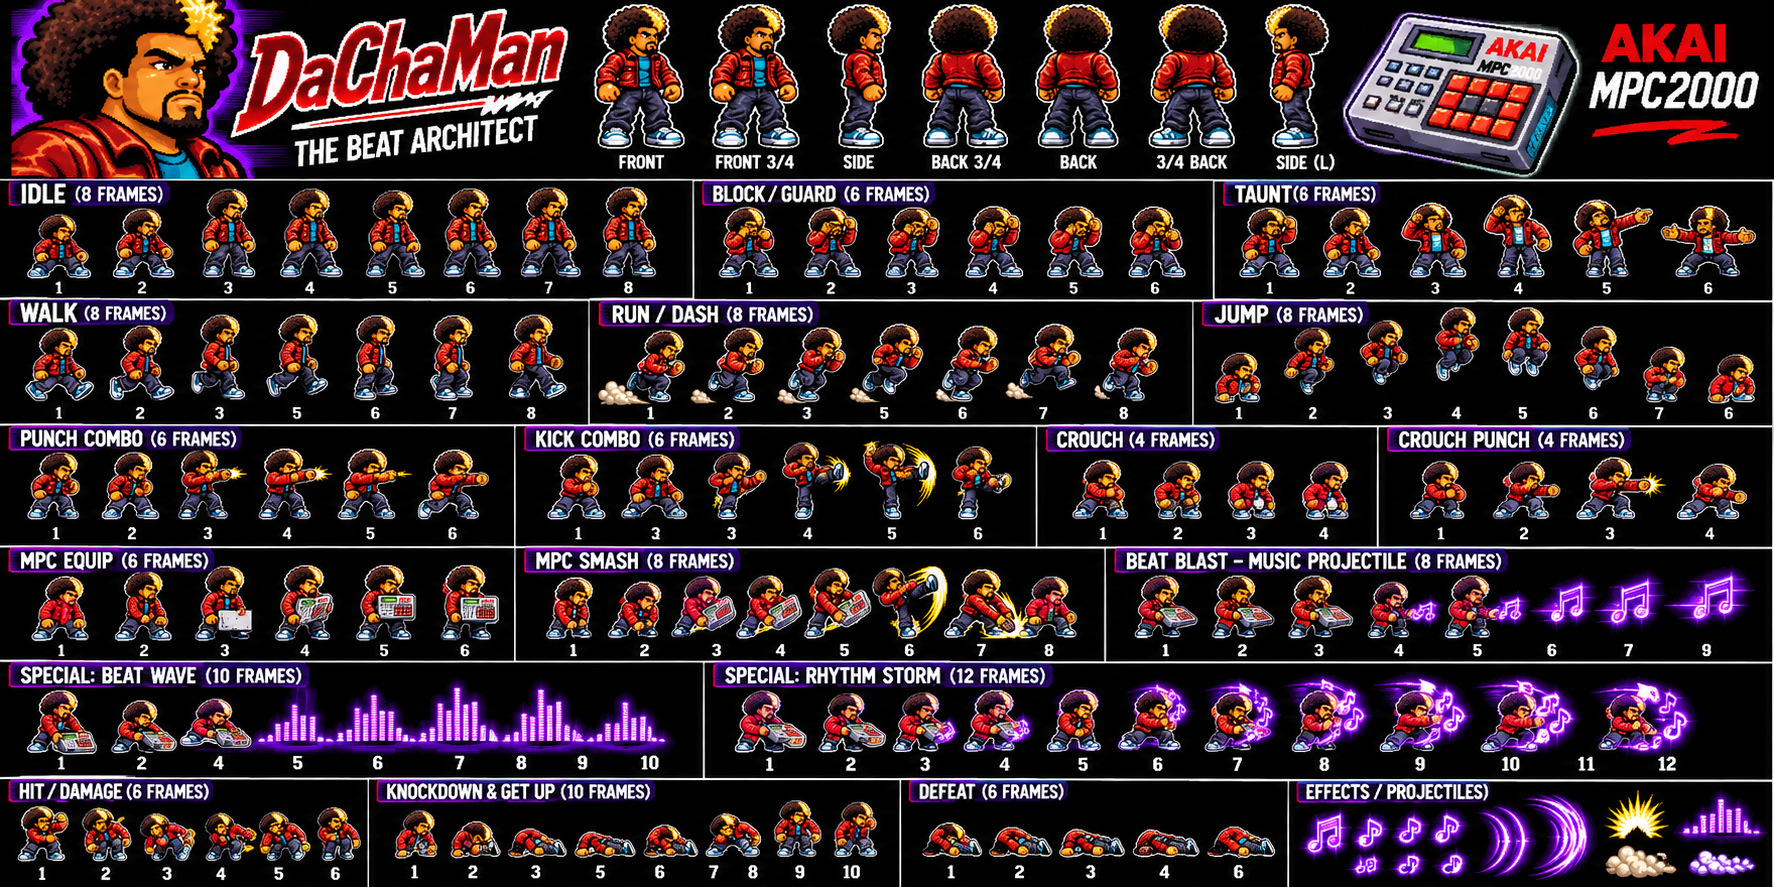 DaChaMan
THE BEAT ARCHITECT
FRONT
FRONT 3/4
SIDE
BACK 3/4
BACK
3/4 BACK
SIDE (L)
AKAI
MPC2000
AKAI
MPC2000
IDLE (8 FRAMES)
1 2 3 4 5 6 7 8
BLOCK / GUARD (6 FRAMES)
1 2 3 4 5 6
TAUNT(6 FRAMES)
1 2 3 4 5 6
WALK (8 FRAMES)
1 2 3 5 6 7 8
RUN / DASH (8 FRAMES)
1 2 3 5 6 7 8
JUMP (8 FRAMES)
1 2 3 4 5 6 7 6
PUNCH COMBO (6 FRAMES)
1 2 3 4 5 6
KICK COMBO (6 FRAMES)
1 2 3 3 4 5 6
CROUCH (4 FRAMES)
1 2 3 4
CROUCH PUNCH (4 FRAMES)
1 2 3 4
MPC EQUIP (6 FRAMES)
1 2 3 4 5 6
MPC SMASH (8 FRAMES)
1 2 3 4 5 6 7 8
BEAT BLAST – MUSIC PROJECTILE (8 FRAMES)
1 2 3 4 5 6 7 9
SPECIAL: BEAT WAVE (10 FRAMES)
1 2 4 5 6 7 8 9 10
SPECIAL: RHYTHM STORM (12 FRAMES)
1 2 3 4 5 6 7 8 9 10 11 12
HIT / DAMAGE (6 FRAMES)
1 2 3 4 5 6
KNOCKDOWN & GET UP (10 FRAMES)
1 2 3 5 6 7 8 9 10
DEFEAT (6 FRAMES)
1 2 3 4 6
EFFECTS / PROJECTILES)